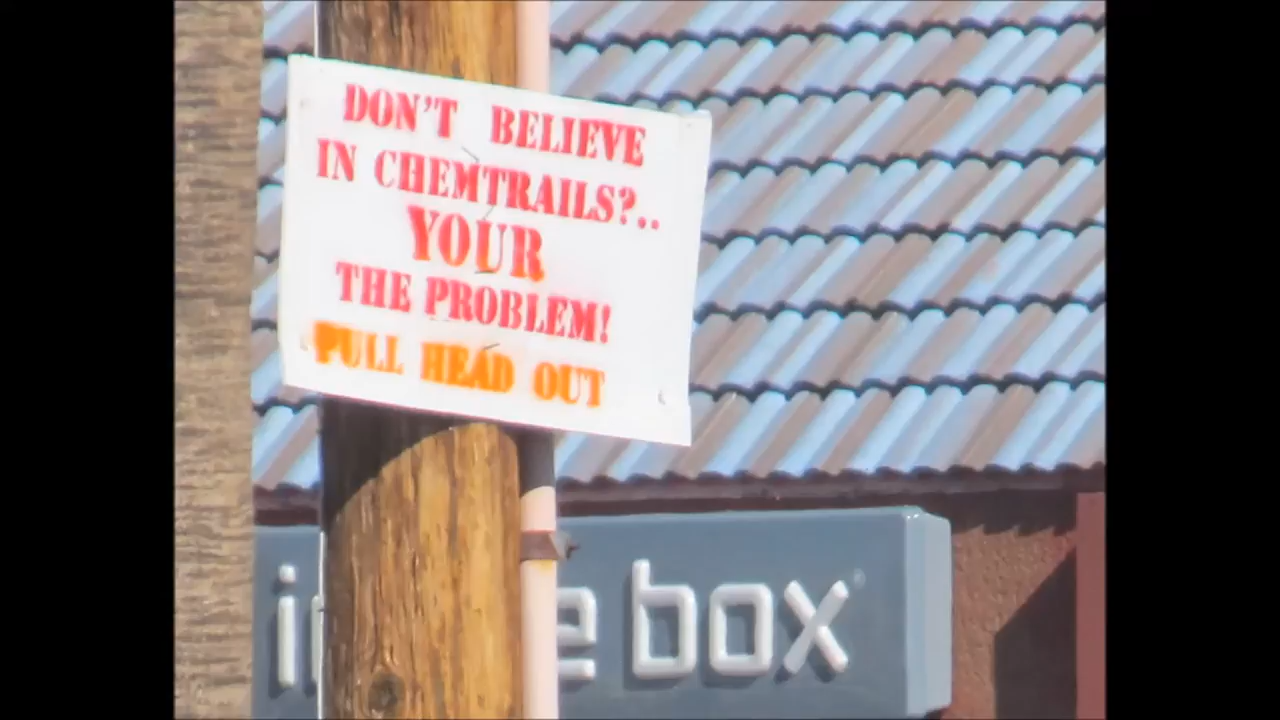 DON'T BELIEVE
IN CHEMTRAILS?..
YOUR
THE PROBLEM!
PULL HEAD OUT
box